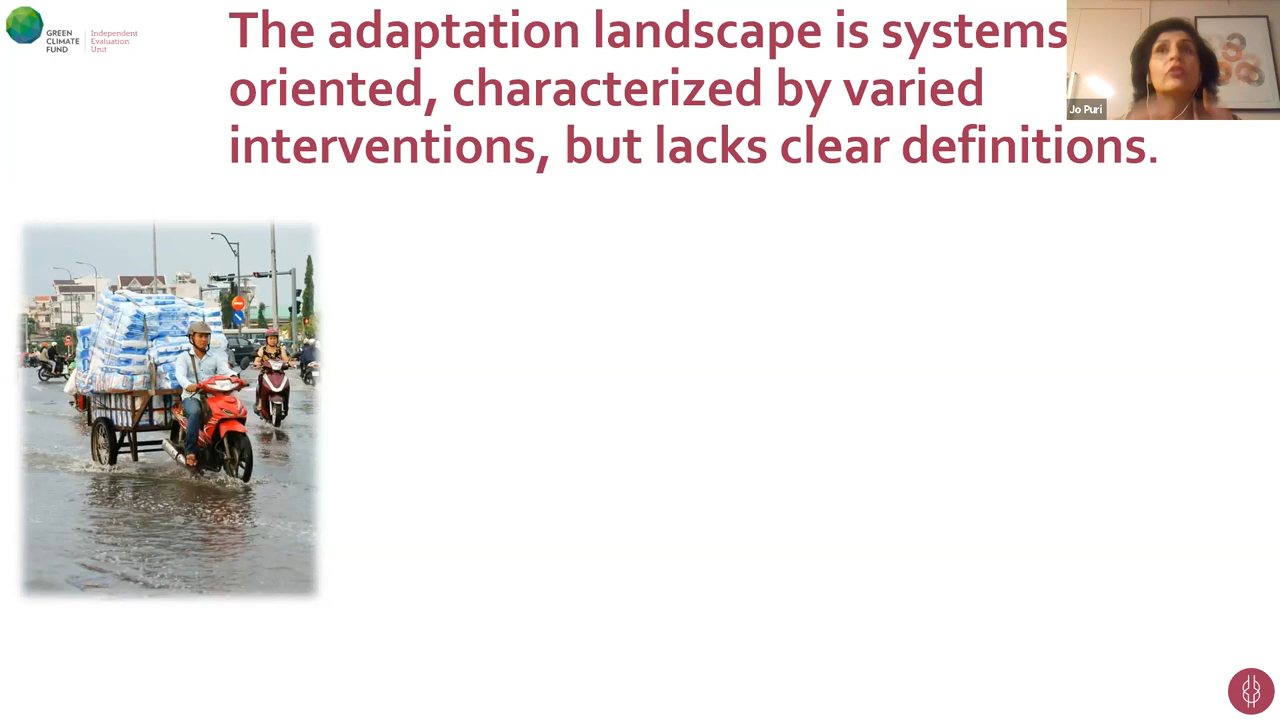 GREEN
CLIMATE
FUND
Independent
Evaluation
Unit
The adaptation landscape is systems
oriented, characterized by varied
interventions, but lacks clear definitions.
Jo Puri